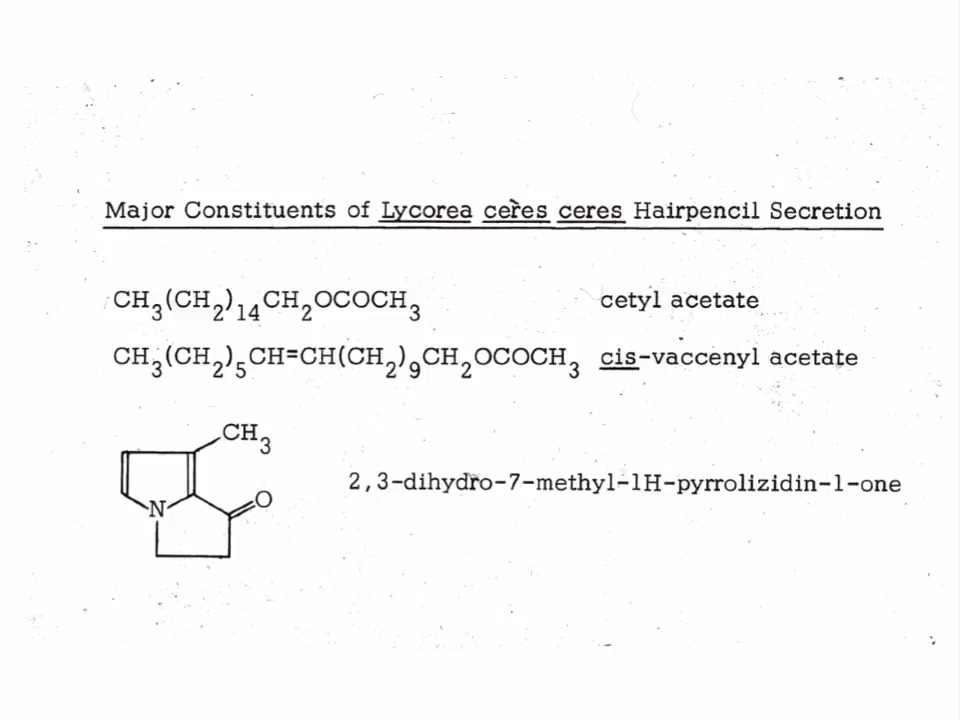 Major Constituents of Lycorea ceres ceres Hairpencil Secretion
CH3(CH2)14CH2OCOCH3 cetyl acetate
CH3(CH2)5CH=CH(CH2)9CH2OCOCH3 cis-vaccenyl acetate
CH3
N
O
2,3-dihydro-7-methyl-1H-pyrrolizidin-1-one